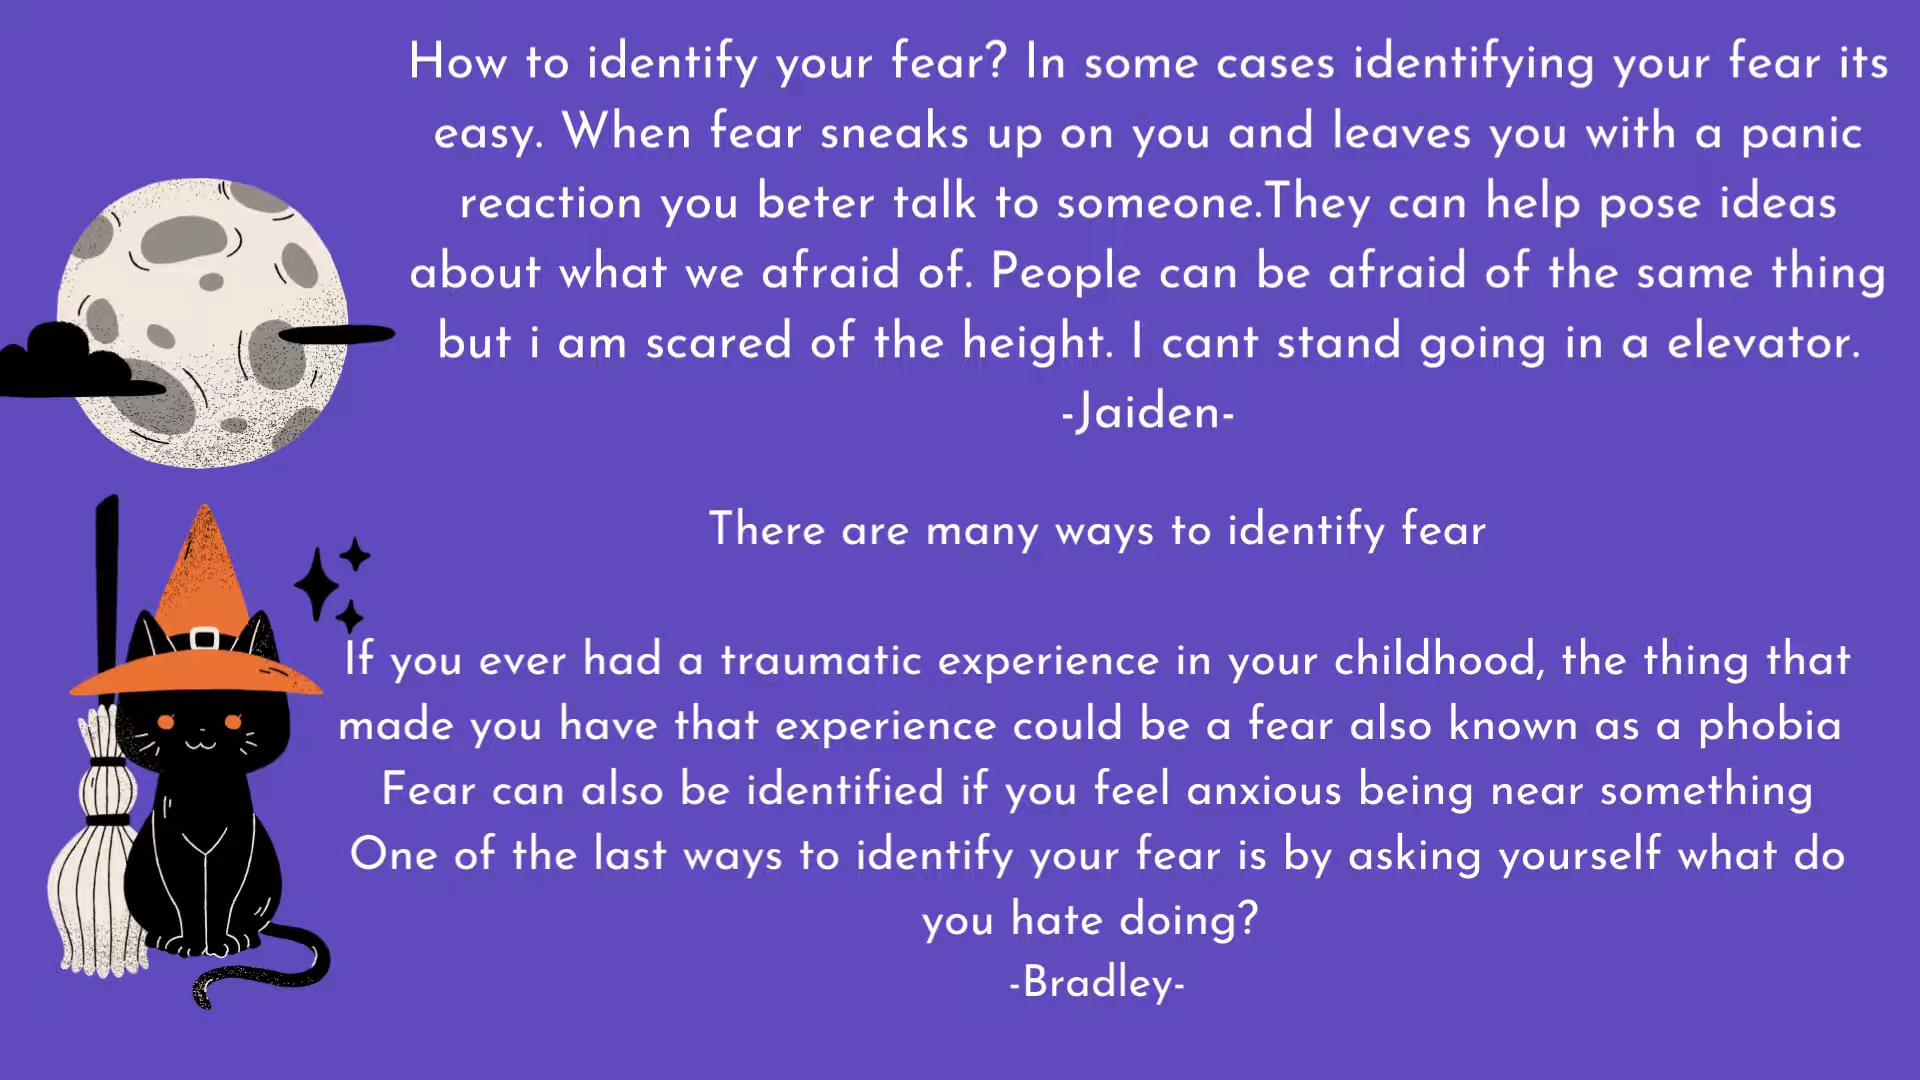 How to identify your fear? In some cases identifying your fear its
easy. When fear sneaks up on you and leaves you with a panic
reaction you beter talk to someone.They can help pose ideas
about what we afraid of. People can be afraid of the same thing
but i am scared of the height. I cant stand going in a elevator.
-Jaiden-
There are many ways to identify fear
If you ever had a traumatic experience in your childhood, the thing that
made you have that experience could be a fear also known as a phobia
Fear can also be identified if you feel anxious being near something
One of the last ways to identify your fear is by asking yourself what do
you hate doing?
-Bradley-